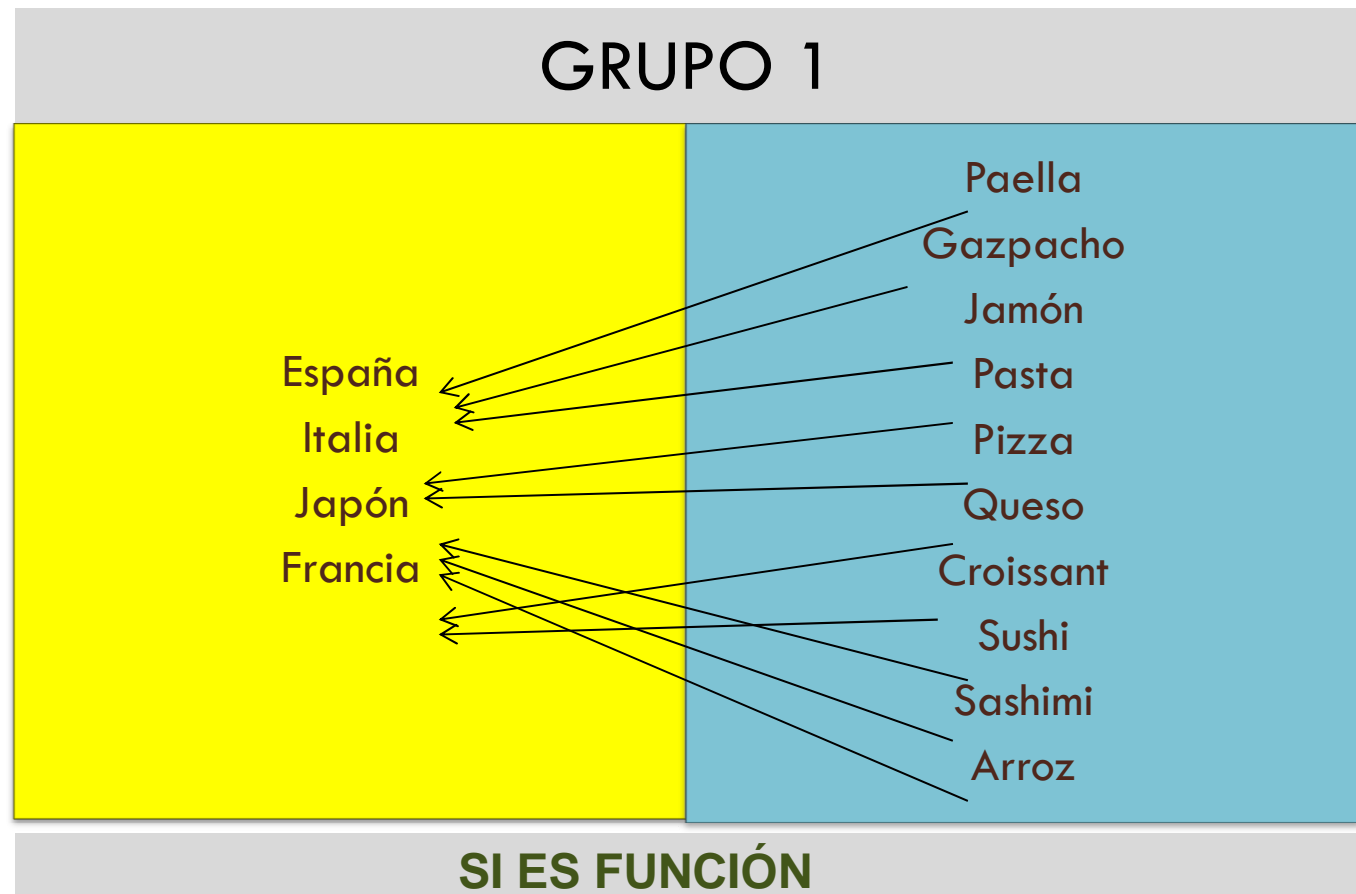 GRUPO 1
España
Italia
Japón
Francia
Paella
Gazpacho
Jamón
Pasta
Pizza
Queso
Croissant
Sushi
Sashimi
Arroz
SI ES FUNCIÓN